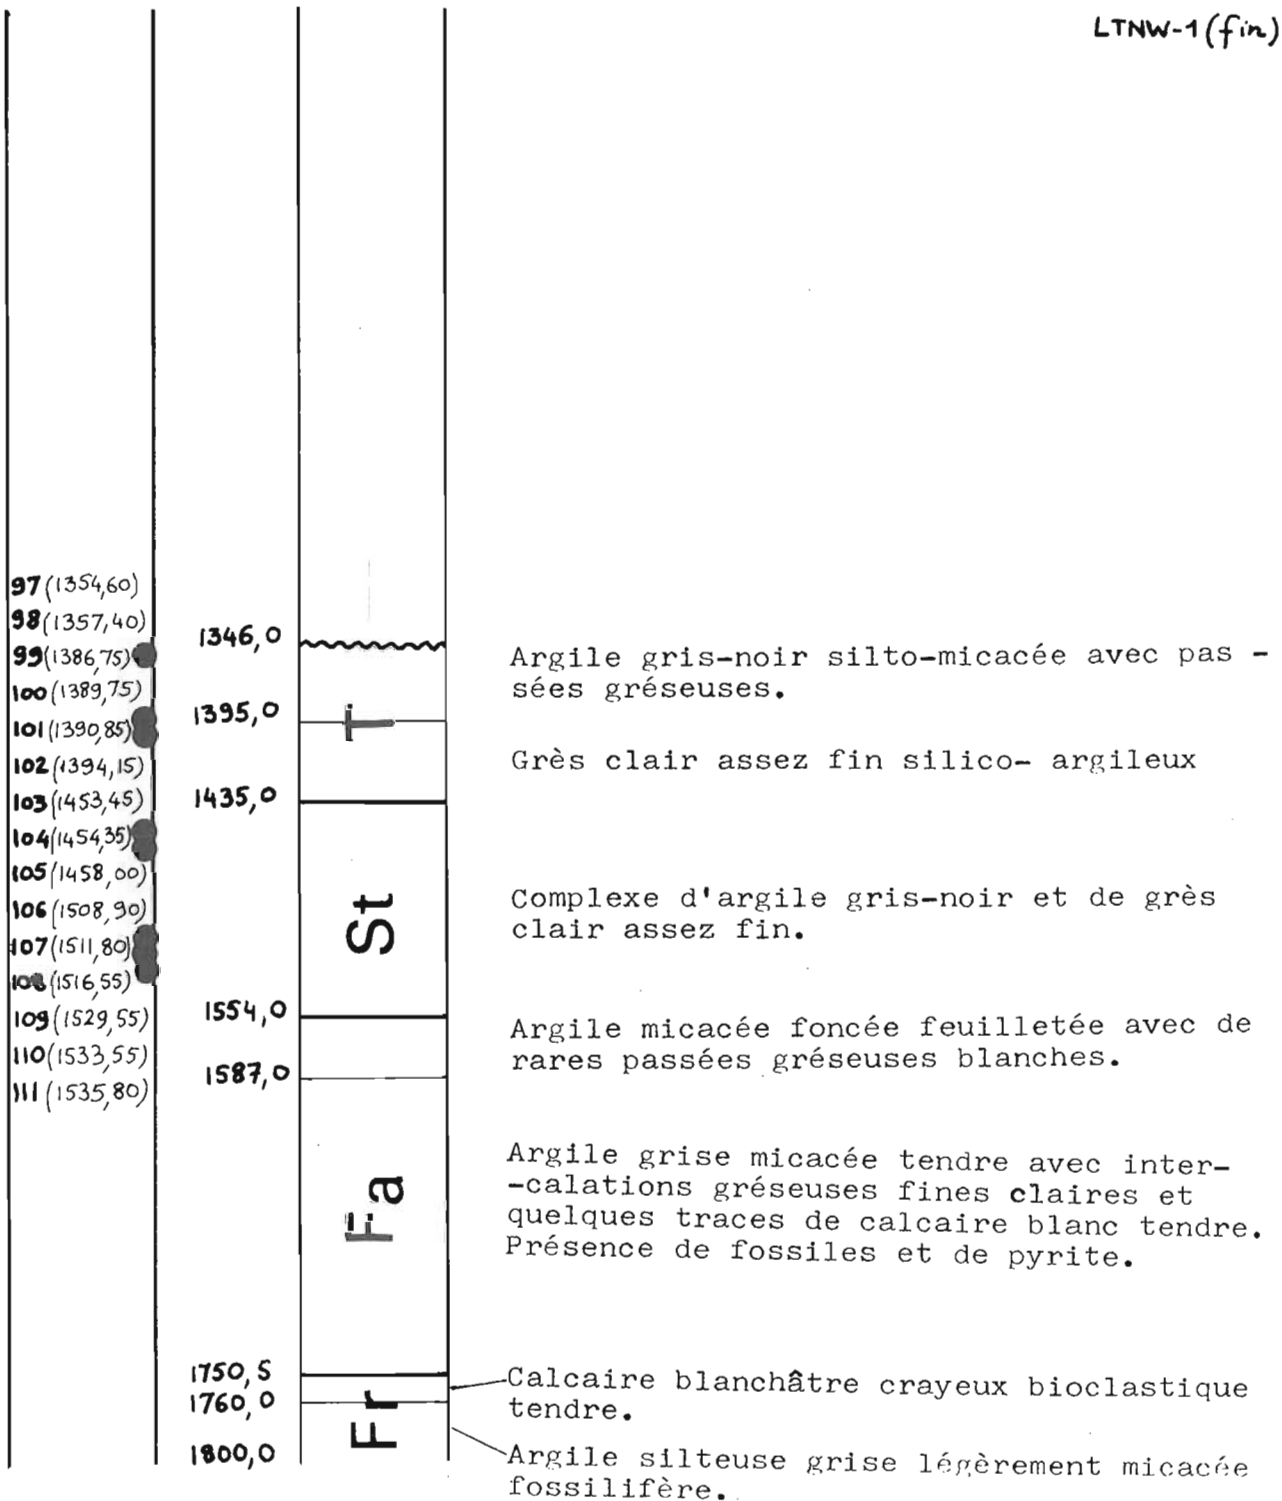 LTNW-1 (fin)
97 (1354,60)
98 (1357,40)
99 (1386,75)
100 (1389,75)
101 (1390,85)
102 (1394,15)
103 (1453,45)
104 (1454,35)
105 (1458,00)
106 (1508,90)
107 (1511,80)
108 (1516,55)
109 (1529,55)
110 (1533,55)
111 (1535,80)
1346,0
1395,0
1435,0
1554,0
1587,0
1750,5
1760,0
1800,0
T
St
Fa
Fr
Argile gris-noir silto-micacée avec pas -
sées gréseuses.
Grès clair assez fin silico- argileux
Complexe d'argile gris-noir et de grès
clair assez fin.
Argile micacée foncée feuilletée avec de
rares passées gréseuses blanches.
Argile grise micacée tendre avec inter-
-calations gréseuses fines claires et
quelques traces de calcaire blanc tendre.
Présence de fossiles et de pyrite.
Calcaire blanchâtre crayeux bioclastique
tendre.
Argile silteuse grise légèrement micacée
fossilifère.